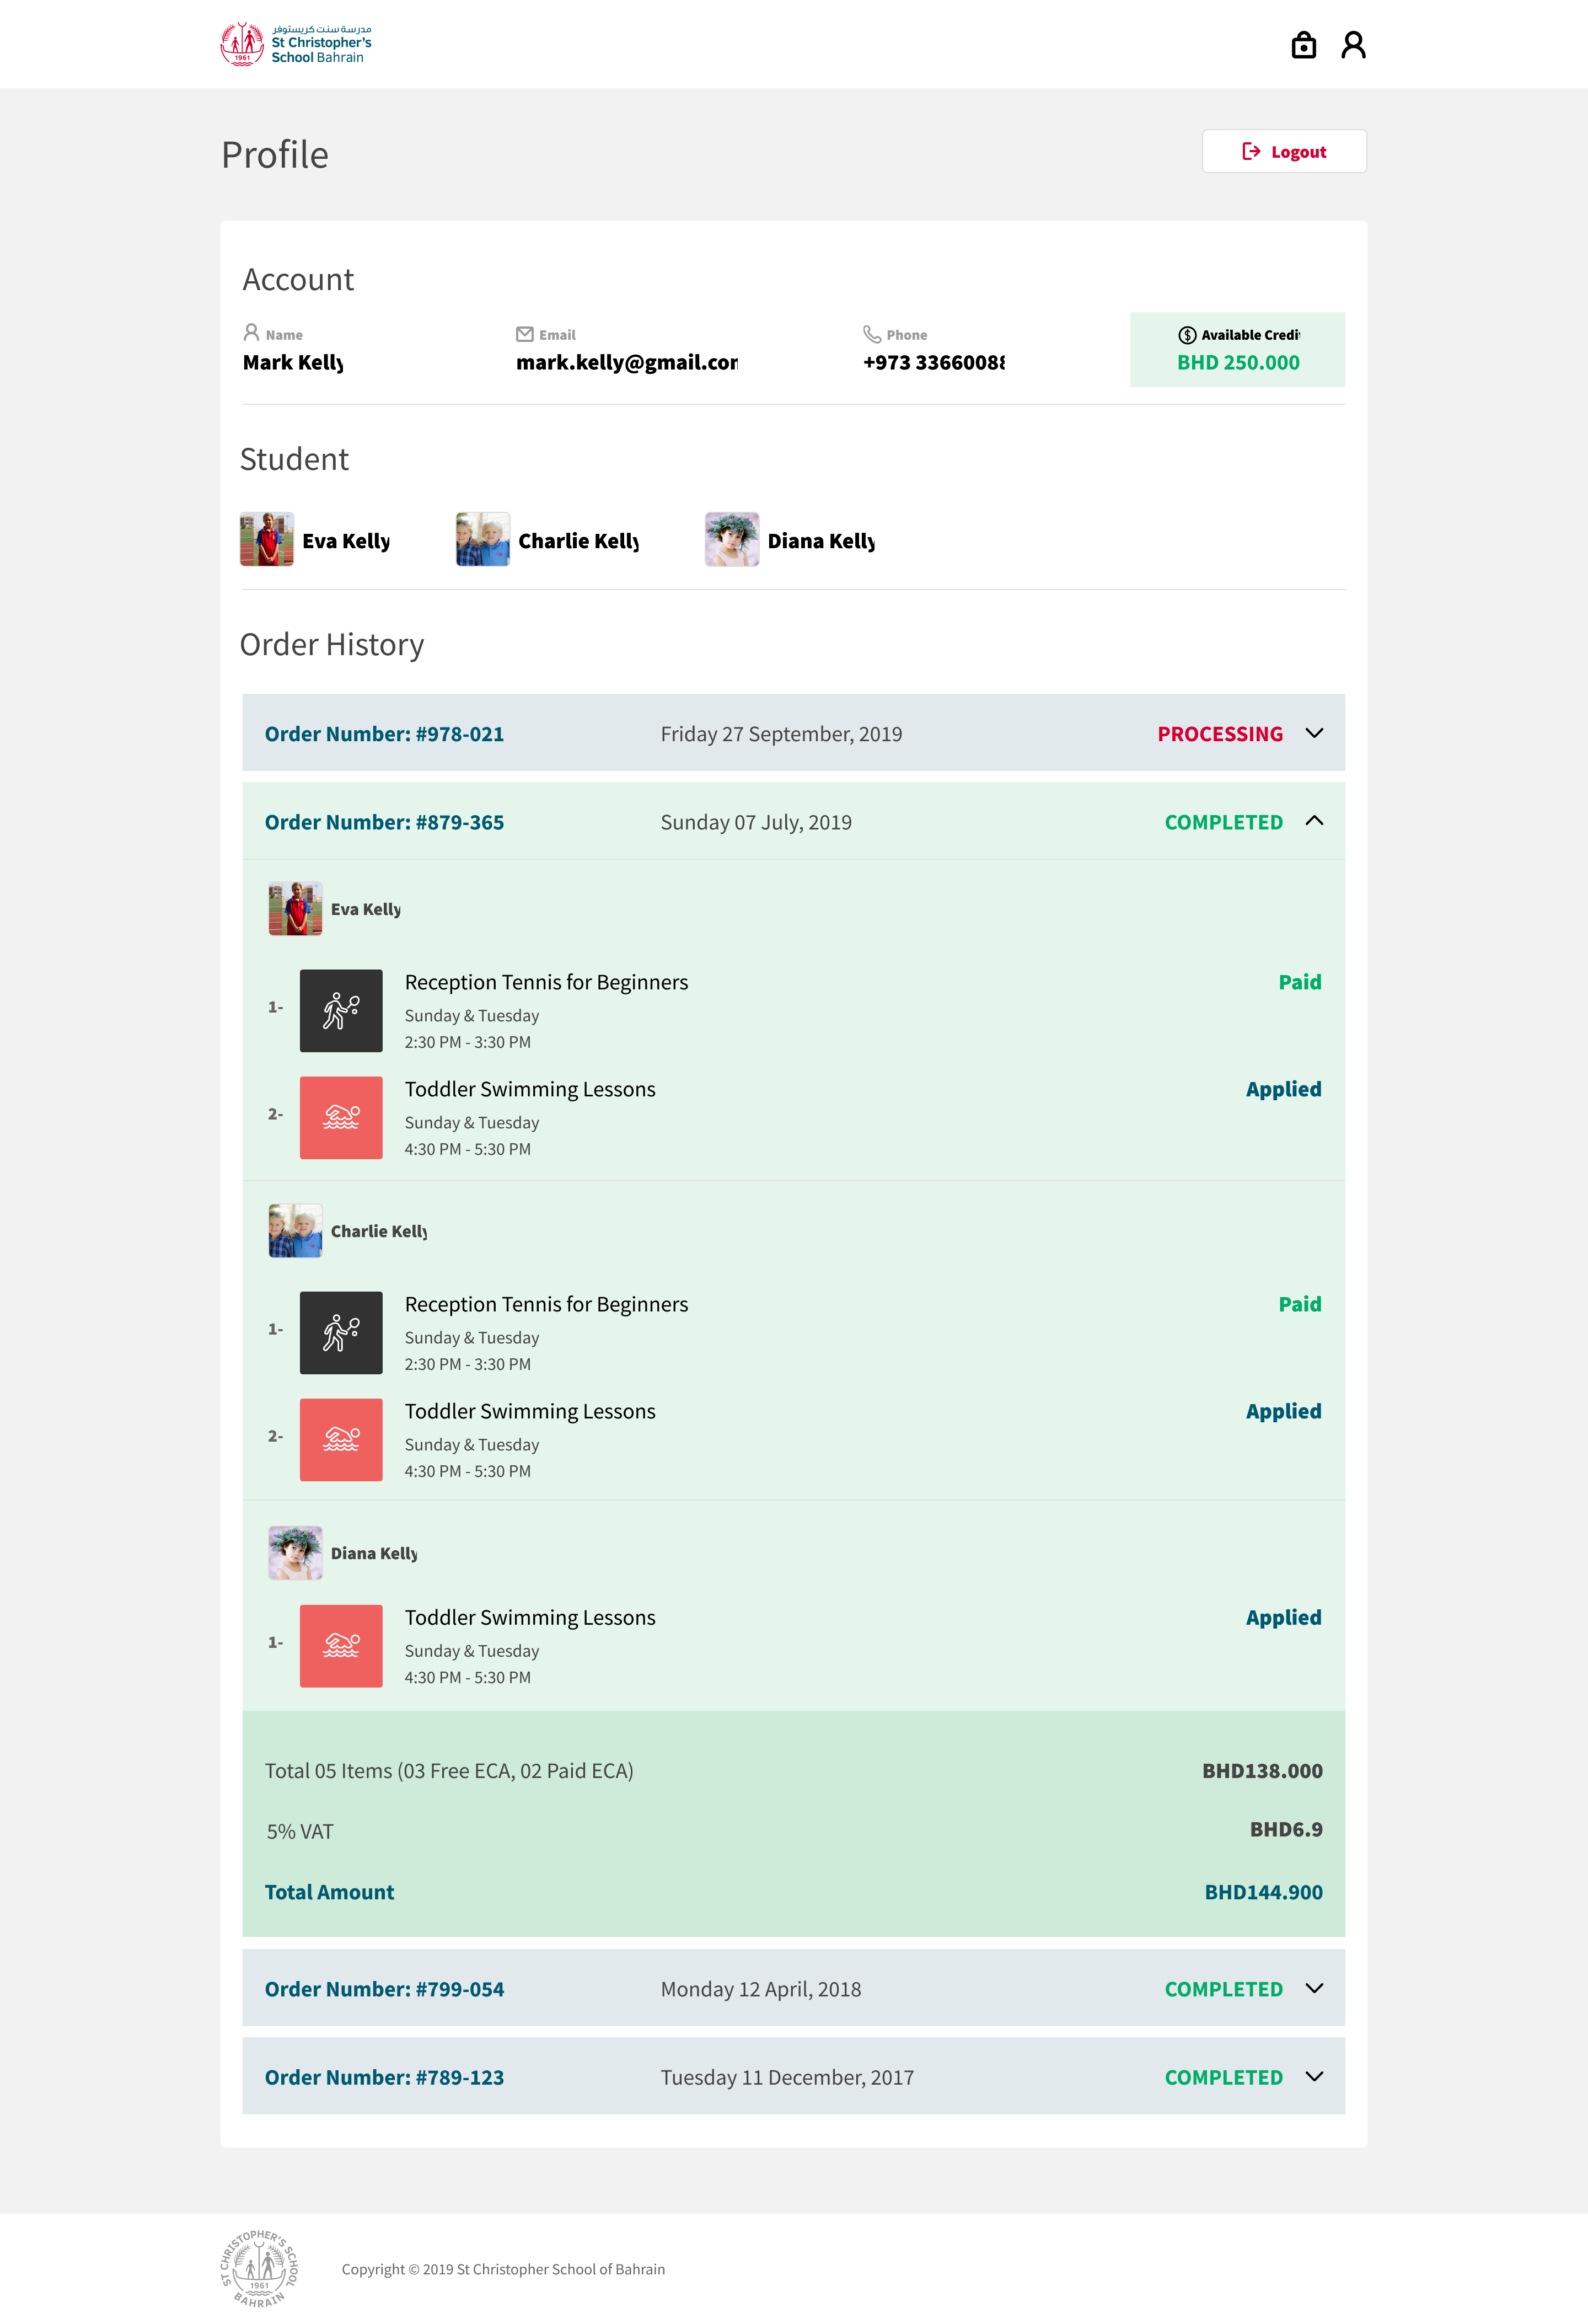 مدرسة سنت كريستوفر
St Christopher's
School Bahrain
1961
Profile
Logout
Account
Name
Mark Kelly
Email
mark.kelly@gmail.com
Phone
+973 33660088
Available Credit
BHD 250.000
Student
Eva Kelly
Charlie Kelly
Diana Kelly
Order History
Order Number: #978-021 Friday 27 September, 2019 PROCESSING
Order Number: #879-365 Sunday 07 July, 2019 COMPLETED
Eva Kelly
1-
Reception Tennis for Beginners Paid
Sunday & Tuesday
2:30 PM - 3:30 PM
2-
Toddler Swimming Lessons Applied
Sunday & Tuesday
4:30 PM - 5:30 PM
Charlie Kelly
1-
Reception Tennis for Beginners Paid
Sunday & Tuesday
2:30 PM - 3:30 PM
2-
Toddler Swimming Lessons Applied
Sunday & Tuesday
4:30 PM - 5:30 PM
Diana Kelly
1-
Toddler Swimming Lessons Applied
Sunday & Tuesday
4:30 PM - 5:30 PM
Total 05 Items (03 Free ECA, 02 Paid ECA) BHD138.000
5% VAT BHD6.9
Total Amount BHD144.900
Order Number: #799-054 Monday 12 April, 2018 COMPLETED
Order Number: #789-123 Tuesday 11 December, 2017 COMPLETED
ST CHRISTOPHER'S SCHOOL
1961
BAHRAIN
Copyright © 2019 St Christopher School of Bahrain